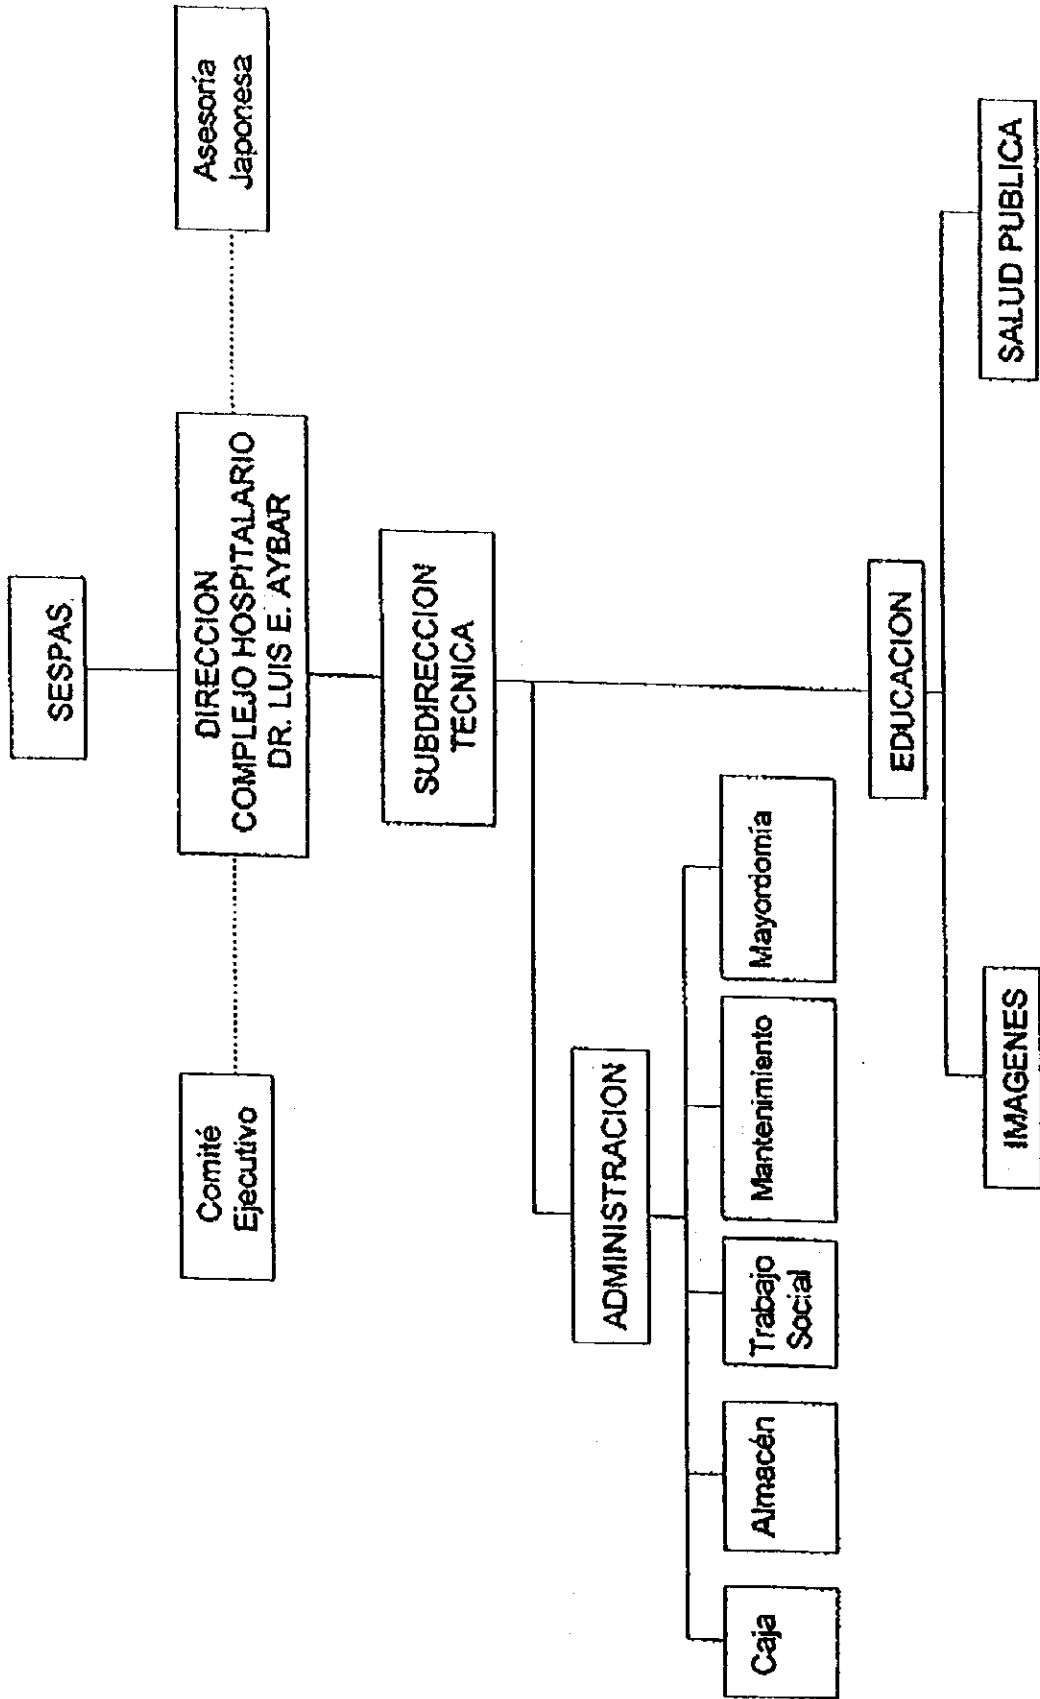 SESPAS
Comité
Ejecutivo
DIRECCION
COMPLEJO HOSPITALARIO
DR. LUIS E. AYBAR
Asesoría
Japonesa
SUBDIRECCION
TECNICA
ADMINISTRACION
Caja
Almacén
Trabajo
Social
Mantenimiento
Mayordomía
EDUCACION
IMAGENES
SALUD PUBLICA